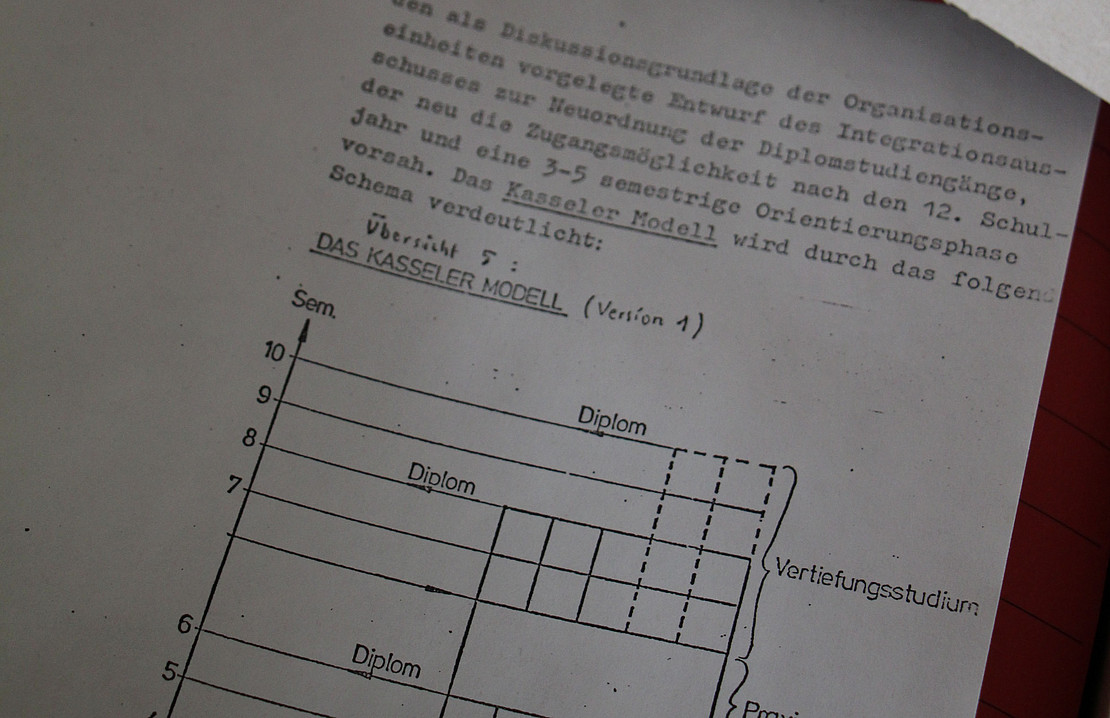 den als Diskussionsgrundlage der Organisations-
einheiten vorgelegte Entwurf des Integrationsaus-
schusses zur Neuordnung der Diplomstudiengänge,
der neu die Zugangsmöglichkeit nach den 12. Schul-
jahr und eine 3-5 semestrige Orientierungsphase
vorsah. Das Kasseler Modell wird durch das folgend
Schema verdeutlicht:
Übersicht 5:
DAS KASSELER MODELL (Version 1)
Sem.
10
Diplom
9
8
Diplom
7
Vertiefungsstudium
6
Diplom
5